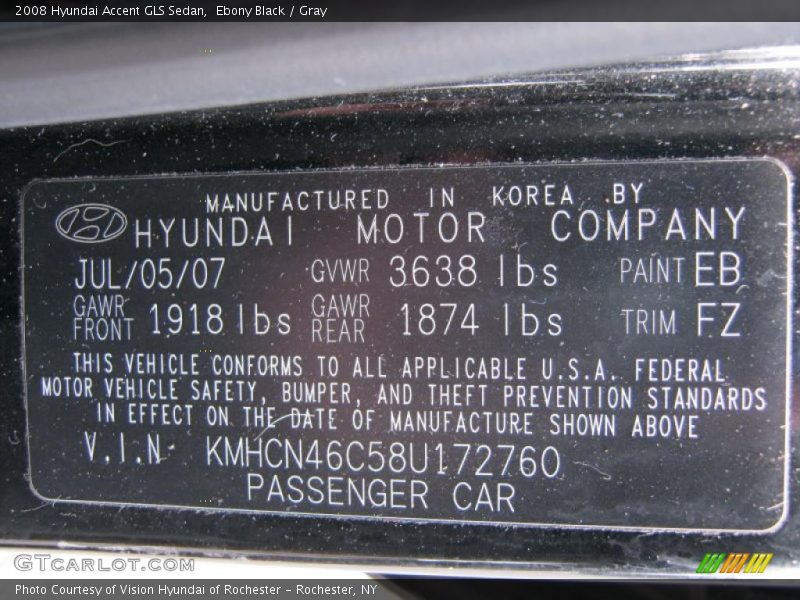 2008 Hyundai Accent GLS Sedan,  Ebony Black / Gray
MANUFACTURED IN KOREA BY
HYUNDAI MOTOR COMPANY
JUL/05/07 GVWR 3638 lbs PAINT EB
GAWR FRONT 1918 lbs GAWR REAR 1874 lbs TRIM FZ
THIS VEHICLE CONFORMS TO ALL APPLICABLE U.S.A. FEDERAL
MOTOR VEHICLE SAFETY, BUMPER, AND THEFT PREVENTION STANDARDS
IN EFFECT ON THE DATE OF MANUFACTURE SHOWN ABOVE
V.I.N KMHCN46C58U172760
PASSENGER CAR
GTcarlot.com
Photo Courtesy of Vision Hyundai of Rochester – Rochester, NY